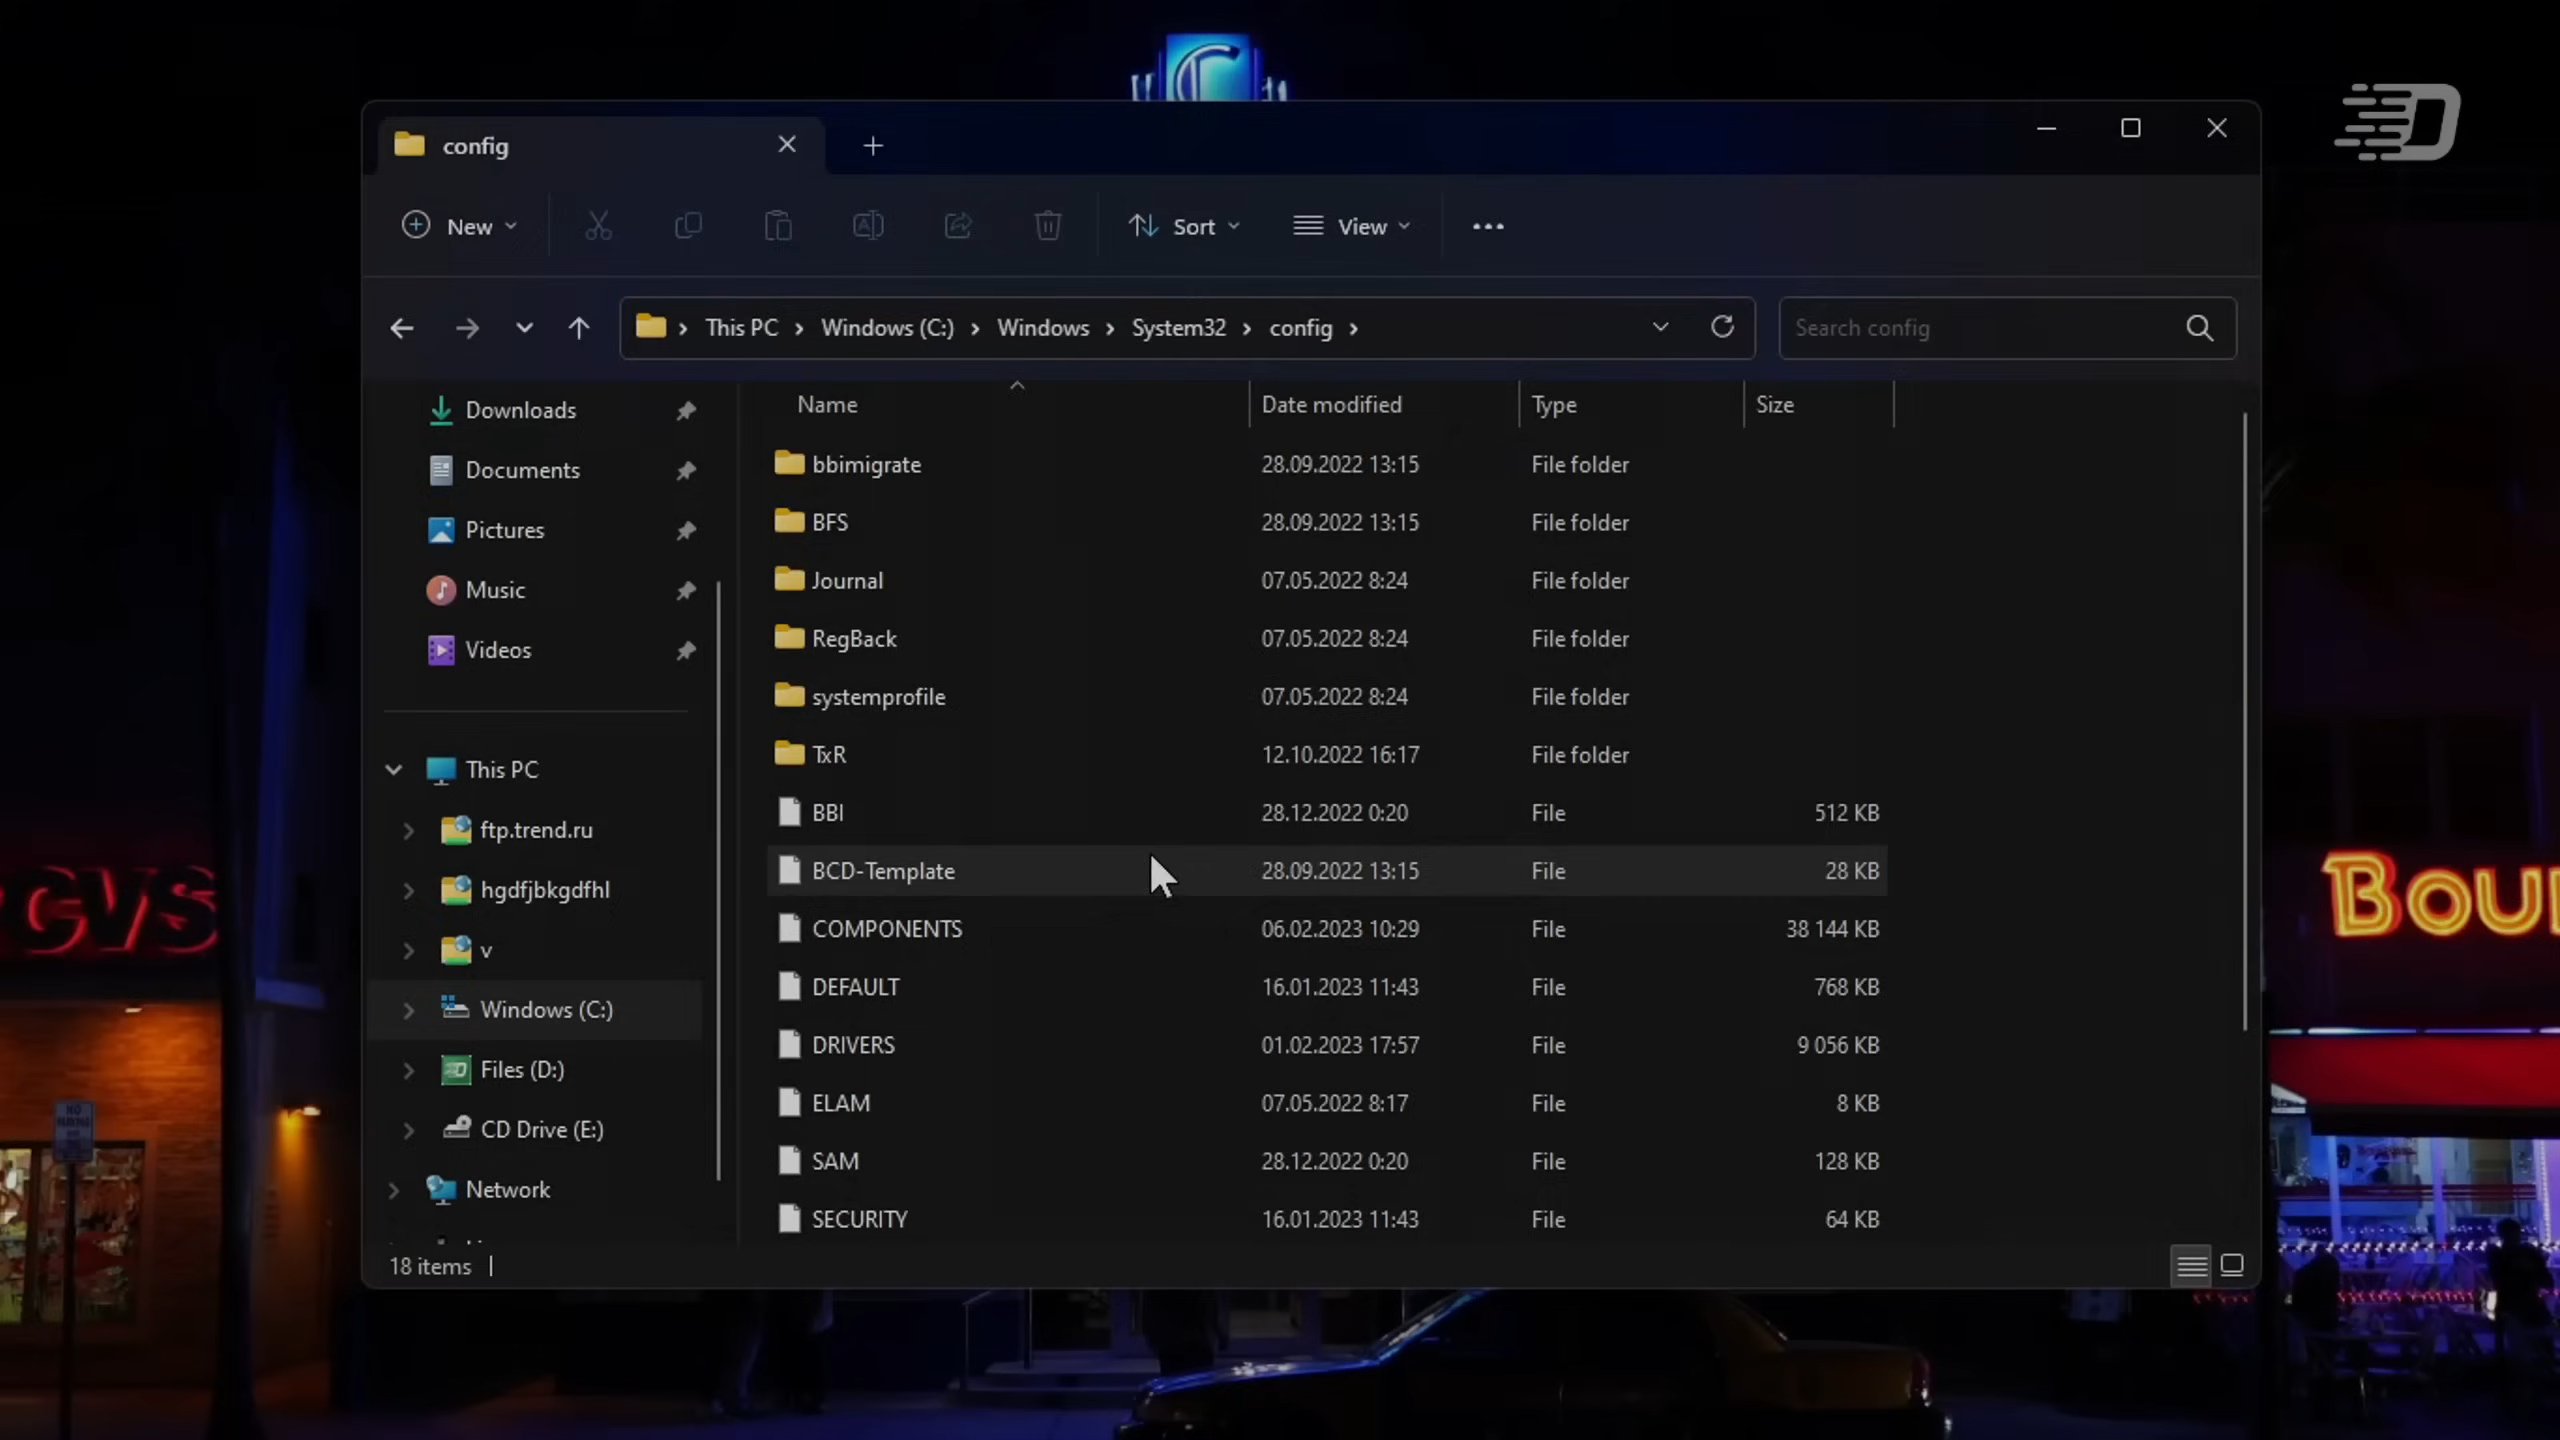 config
New
Sort
View
This PC
Windows (C:)
Windows
System32
config
Search config
Downloads
Documents
Pictures
Music
Videos
This PC
ftp.trend.ru
hgdfjbkgdfhl
v
Windows (C:)
Files (D:)
CD Drive (E:)
Network
Name Date modified Type Size
bbimigrate 28.09.2022 13:15 File folder
BFS 28.09.2022 13:15 File folder
Journal 07.05.2022 8:24 File folder
RegBack 07.05.2022 8:24 File folder
systemprofile 07.05.2022 8:24 File folder
TxR 12.10.2022 16:17 File folder
BBI 28.12.2022 0:20 File 512 KB
BCD-Template 28.09.2022 13:15 File 28 KB
COMPONENTS 06.02.2023 10:29 File 38 144 KB
DEFAULT 16.01.2023 11:43 File 768 KB
DRIVERS 01.02.2023 17:57 File 9 056 KB
ELAM 07.05.2022 8:17 File 8 KB
SAM 28.12.2022 0:20 File 128 KB
SECURITY 16.01.2023 11:43 File 64 KB
18 items
CVS
BOU
NO
PARKING